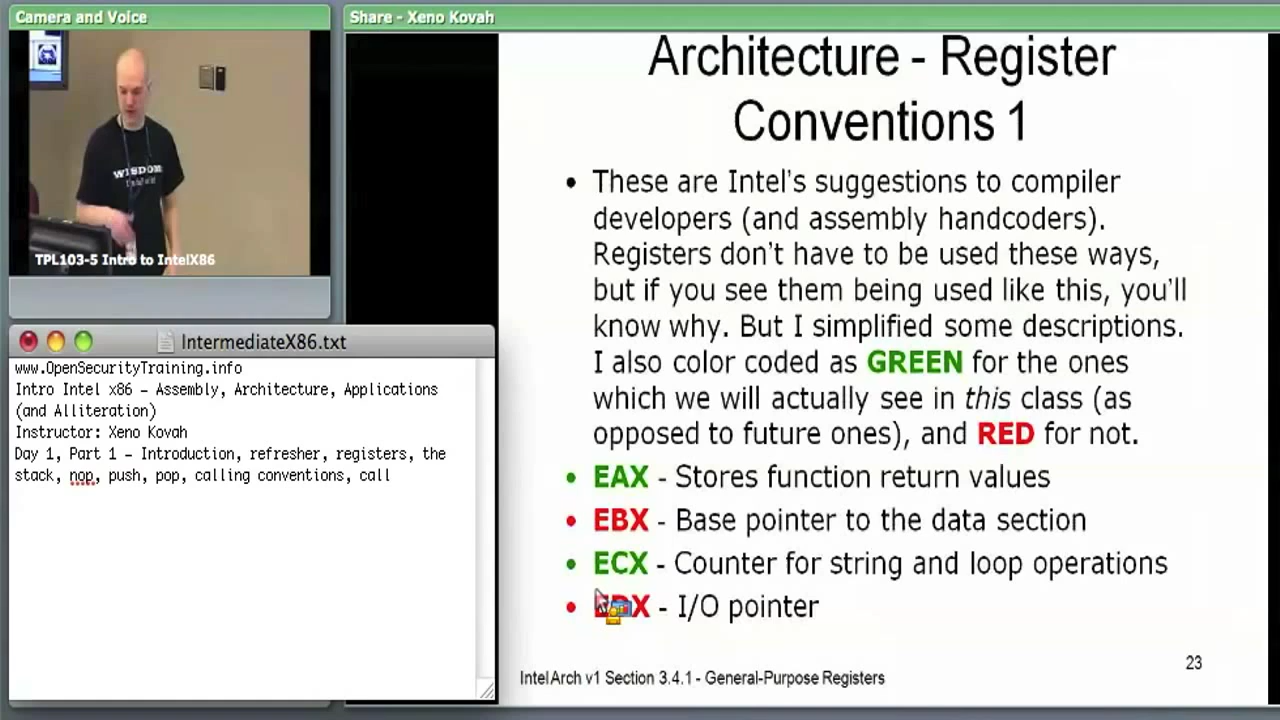 Camera and Voice
WISDOM
TPL103-5 Intro to IntelX86
IntermediateX86.txt
www.OpenSecurityTraining.info
Intro Intel x86 – Assembly, Architecture, Applications
(and Alliteration)
Instructor: Xeno Kovah
Day 1, Part 1 – Introduction, refresher, registers, the
stack, nop, push, pop, calling conventions, call
Share - Xeno Kovah
Architecture - Register
Conventions 1
• These are Intel's suggestions to compiler
developers (and assembly handcoders).
Registers don't have to be used these ways,
but if you see them being used like this, you'll
know why. But I simplified some descriptions.
I also color coded as GREEN for the ones
which we will actually see in this class (as
opposed to future ones), and RED for not.
• EAX - Stores function return values
• EBX - Base pointer to the data section
• ECX - Counter for string and loop operations
• EDX - I/O pointer
23
Intel Arch v1 Section 3.4.1 - General-Purpose Registers